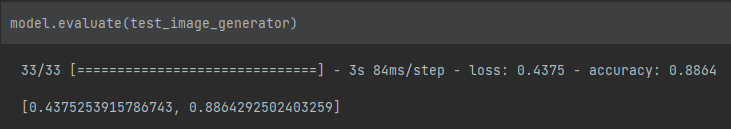 model.evaluate(test_image_generator)
33/33 [==============================] - 3s 84ms/step - loss: 0.4375 - accuracy: 0.8864
[0.4375253915786743, 0.8864292502403259]